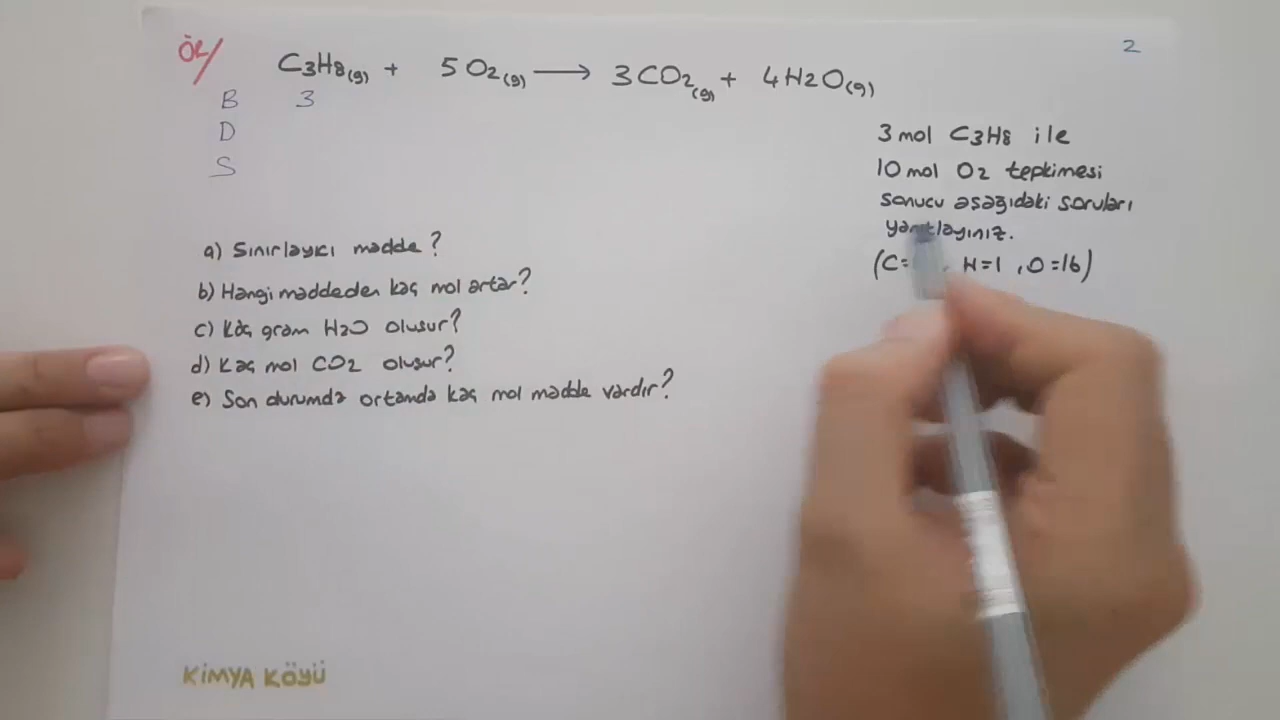 Ör/
2
C3H8(g) + 5O2(g) → 3CO2(g) + 4H2O(g)
B 3
D
S
3 mol C3H8 ile
10 mol O2 tepkimesi
sonucu aşağıdaki soruları
yanıtlayınız.
(C= , H=1, O=16)
a) Sınırlayıcı madde?
b) Hangi maddeden kaç mol artar?
c) Kaç gram H2O oluşur?
d) Kaç mol CO2 oluşur?
e) Son durumda ortamda kaç mol madde vardır?
KİMYA KÖYÜ